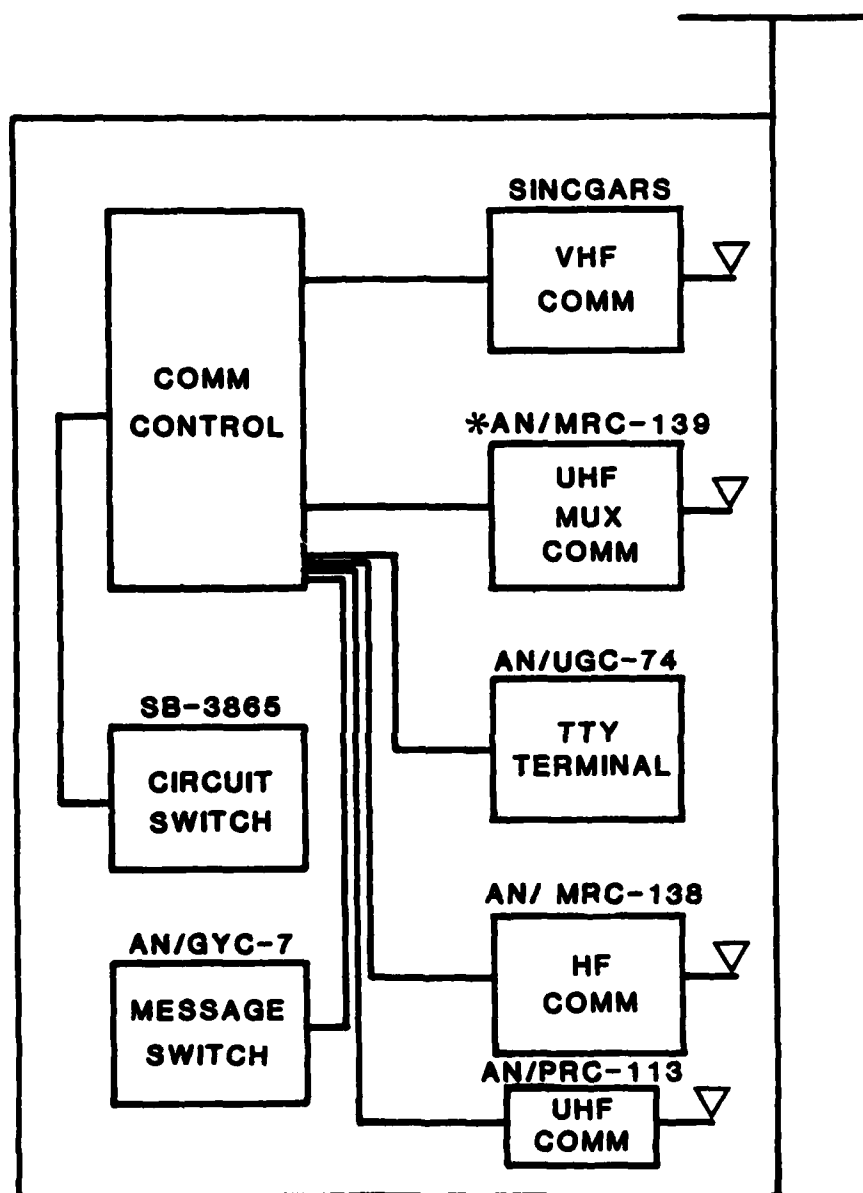 SINCGARS
VHF
COMM
COMM
CONTROL
*AN/MRC-139
UHF
MUX
COMM
AN/UGC-74
TTY
TERMINAL
SB-3865
CIRCUIT
SWITCH
AN/ MRC-138
HF
COMM
AN/GYC-7
MESSAGE
SWITCH
AN/PRC-113
UHF
COMM